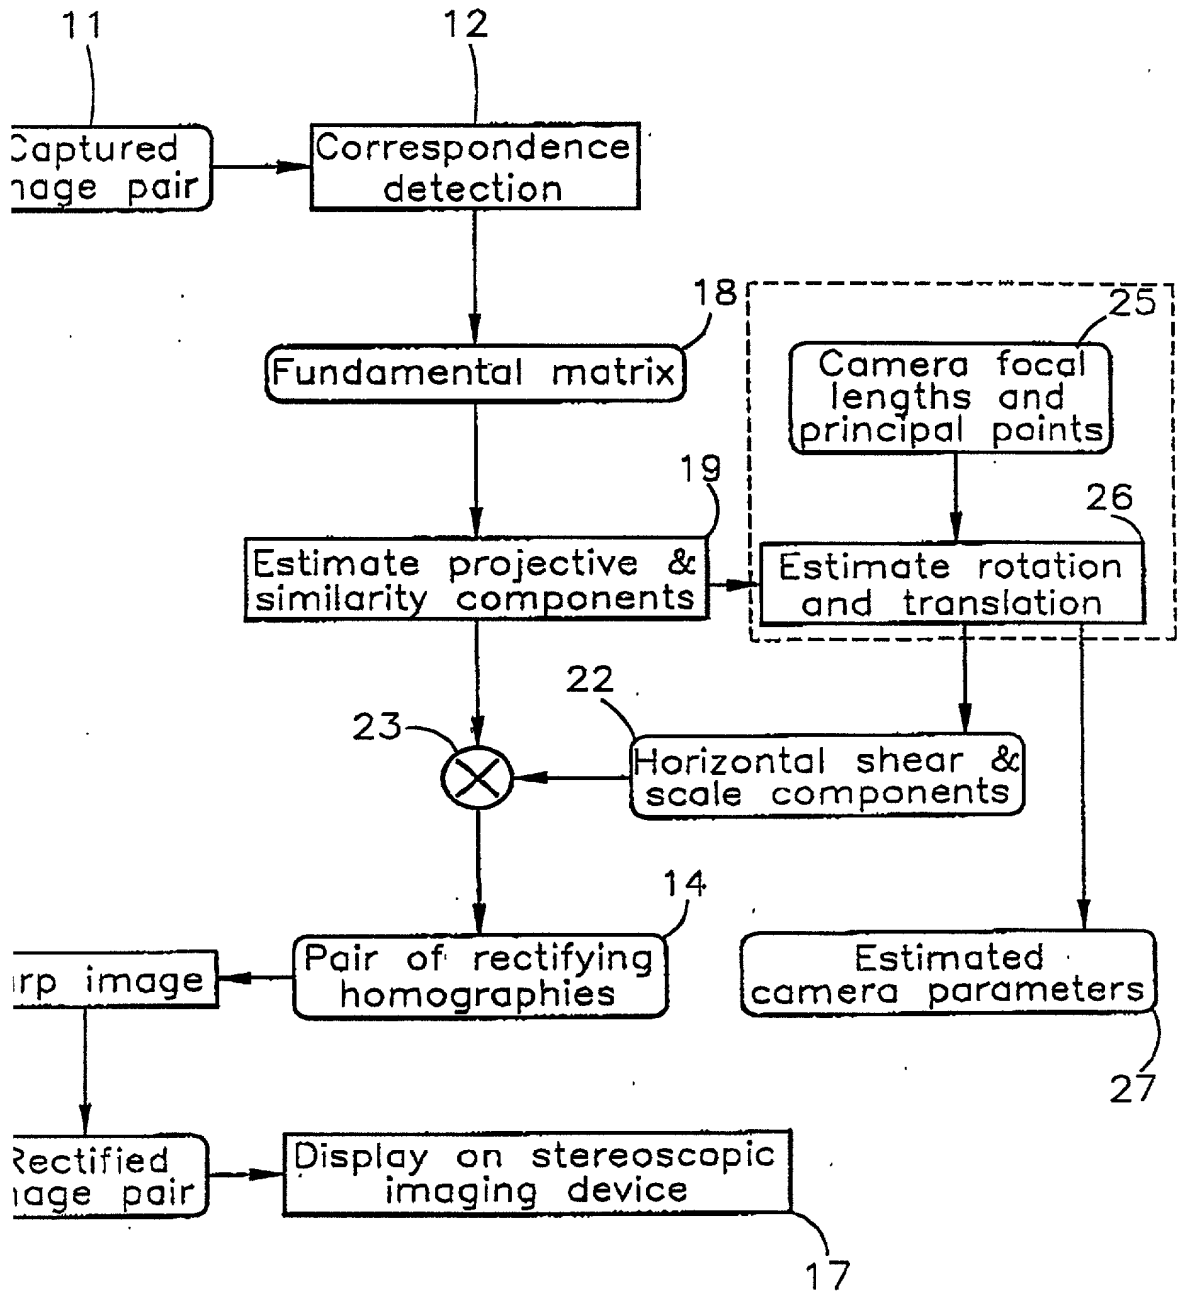 11
12
Captured
pair
Correspondence
detection
18
Fundamental matrix
25
Camera focal
lengths and
principal points
19
Estimate projective &
similarity components
26
Estimate rotation
and translation
22
Horizontal shear &
scale components
23
14
Pair of rectifying
homographies
image
Estimated
camera parameters
27
Rectified
pair
Display on stereoscopic
imaging device
17